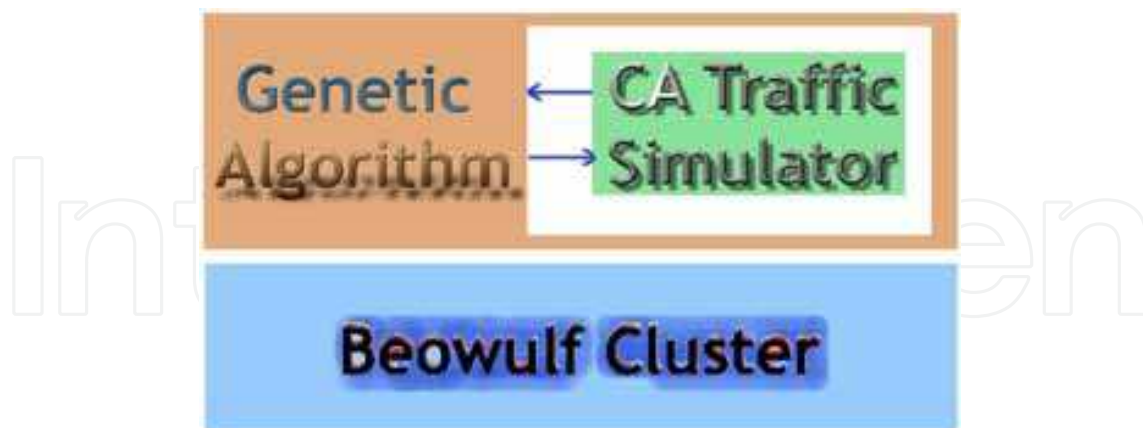 Genetic
Algorithm
CA Traffic
Simulator
Beowulf Cluster